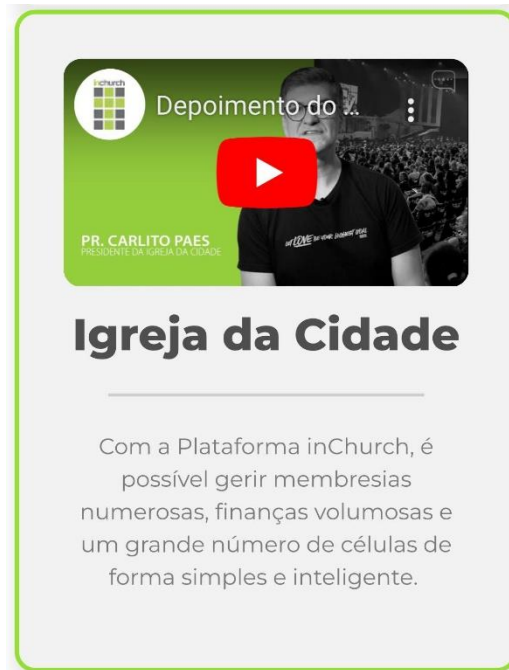 inchurch
Depoimento do ...
PR. CARLITO PAES
PRESIDENTE DA IGREJA DA CIDADE
Igreja da Cidade
Com a Plataforma inChurch, é
possível gerir membresias
numerosas, finanças volumosas e
um grande número de células de
forma simples e inteligente.